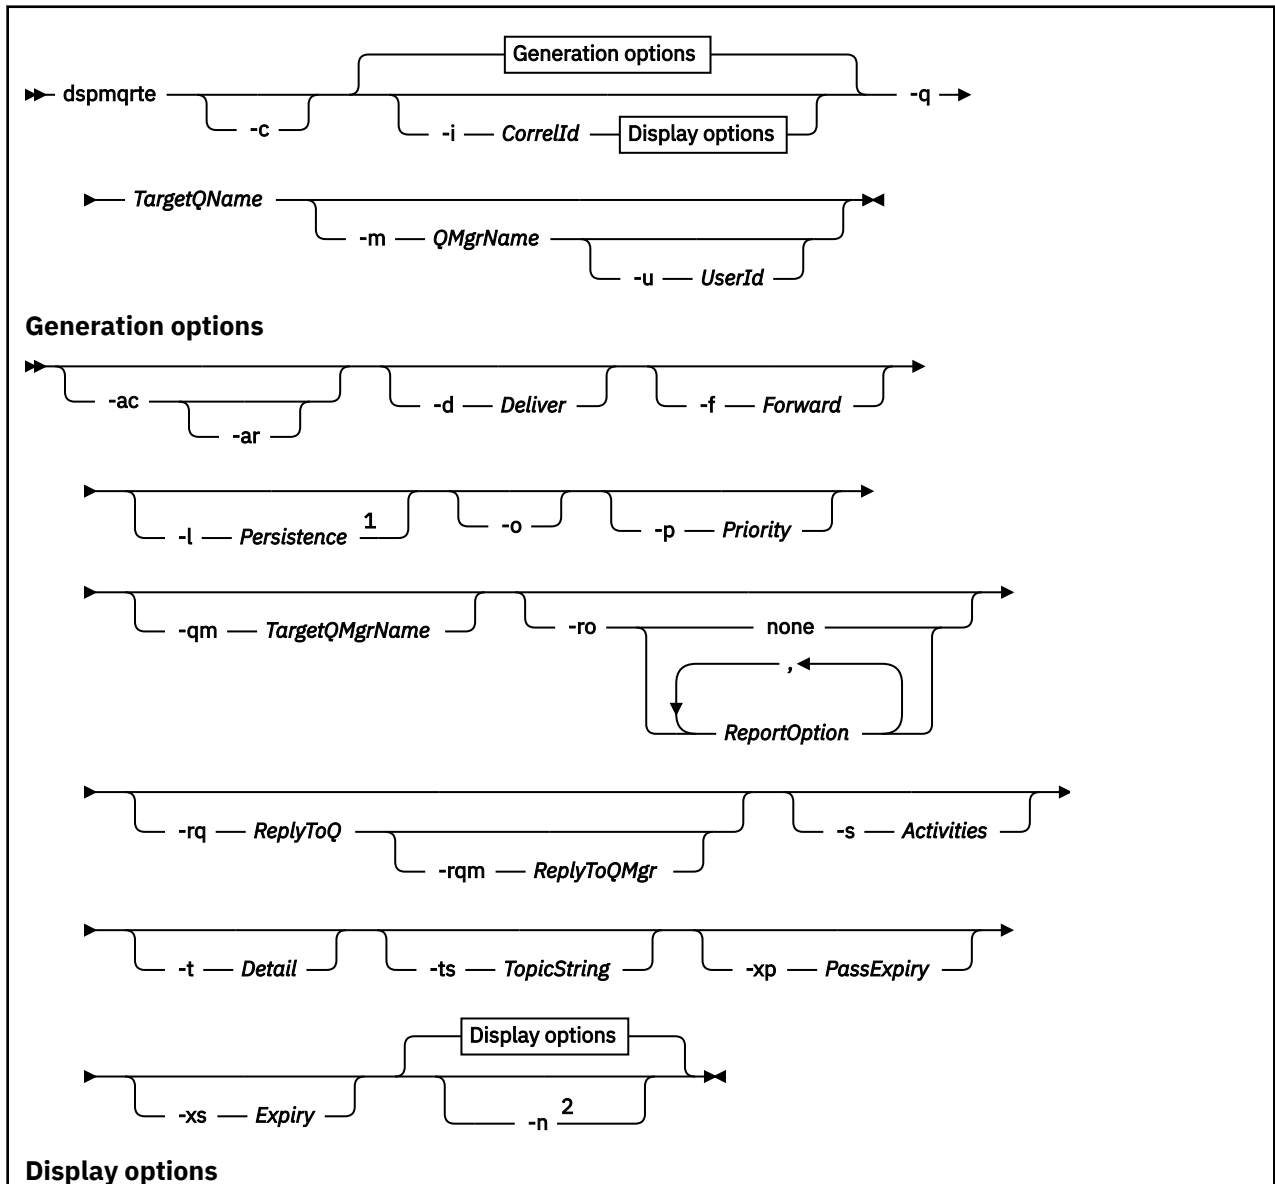 Generation options
dspmqrte -q
-c
-i CorrelId Display options
TargetQName
-m QMgrName
-u UserId
Generation options
-ac
-d Deliver -f Forward
-ar
1
-l Persistence -o -p Priority
-qm TargetQMgrName -ro none
,
ReportOption
-rq ReplyToQ -s Activities
-rqm ReplyToQMgr
-t Detail -ts TopicString -xp PassExpiry
Display options
-xs Expiry -n 2
Display options